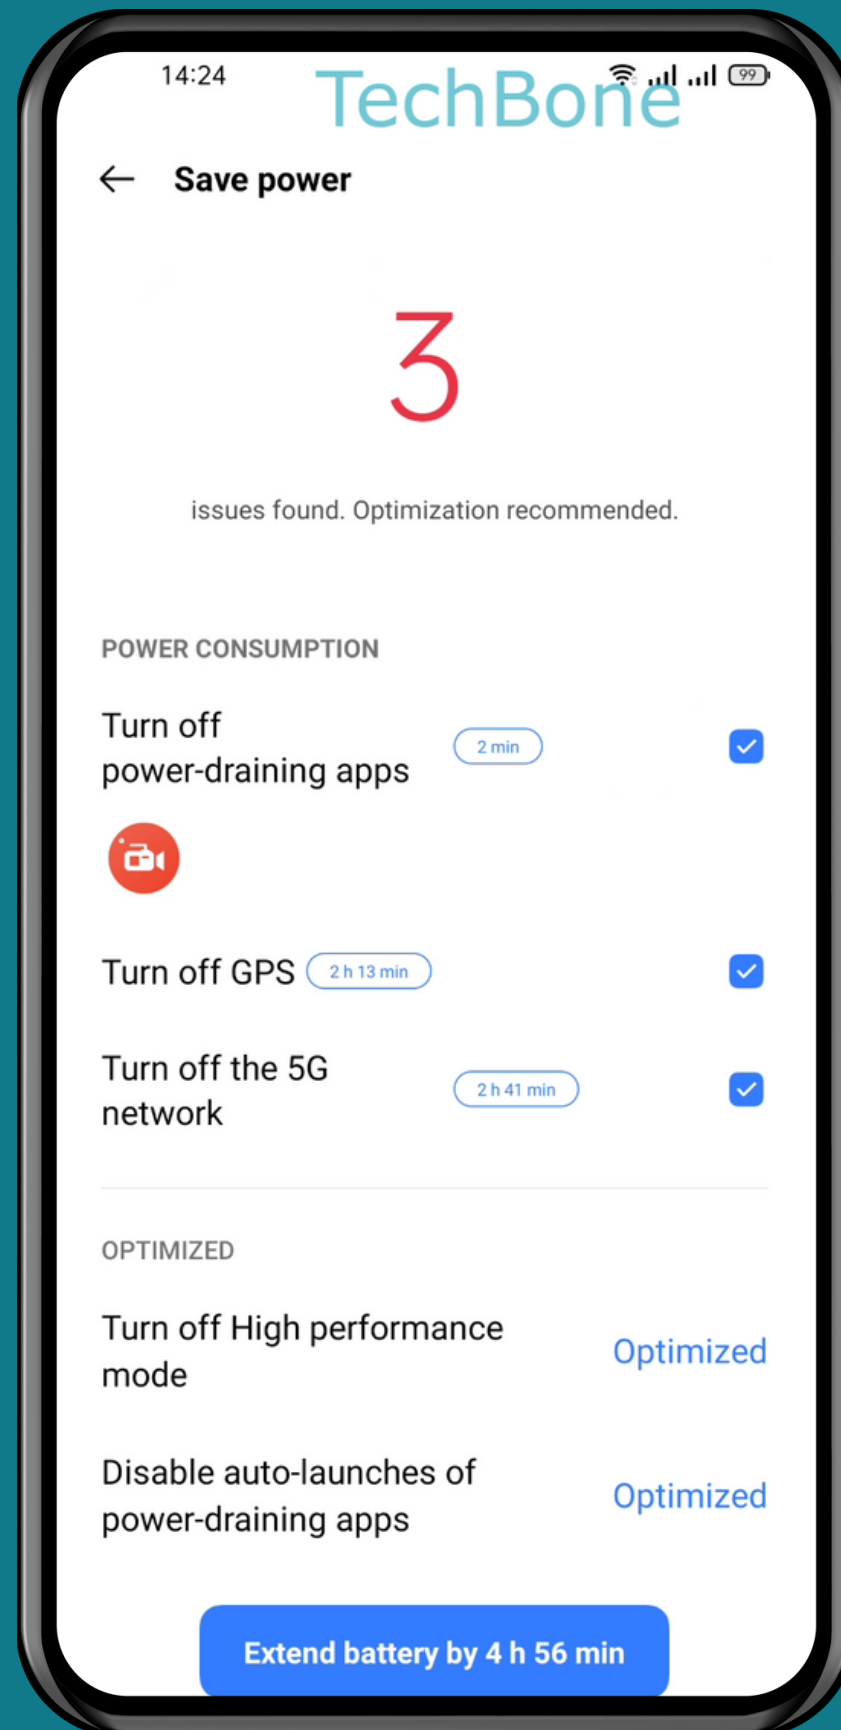 14:24
TechBone
99
Save power
3
issues found. Optimization recommended.
POWER CONSUMPTION
Turn off
power-draining apps
2 min
Turn off GPS
2 h 13 min
Turn off the 5G
network
2 h 41 min
OPTIMIZED
Turn off High performance
mode
Optimized
Disable auto-launches of
power-draining apps
Optimized
Extend battery by 4 h 56 min